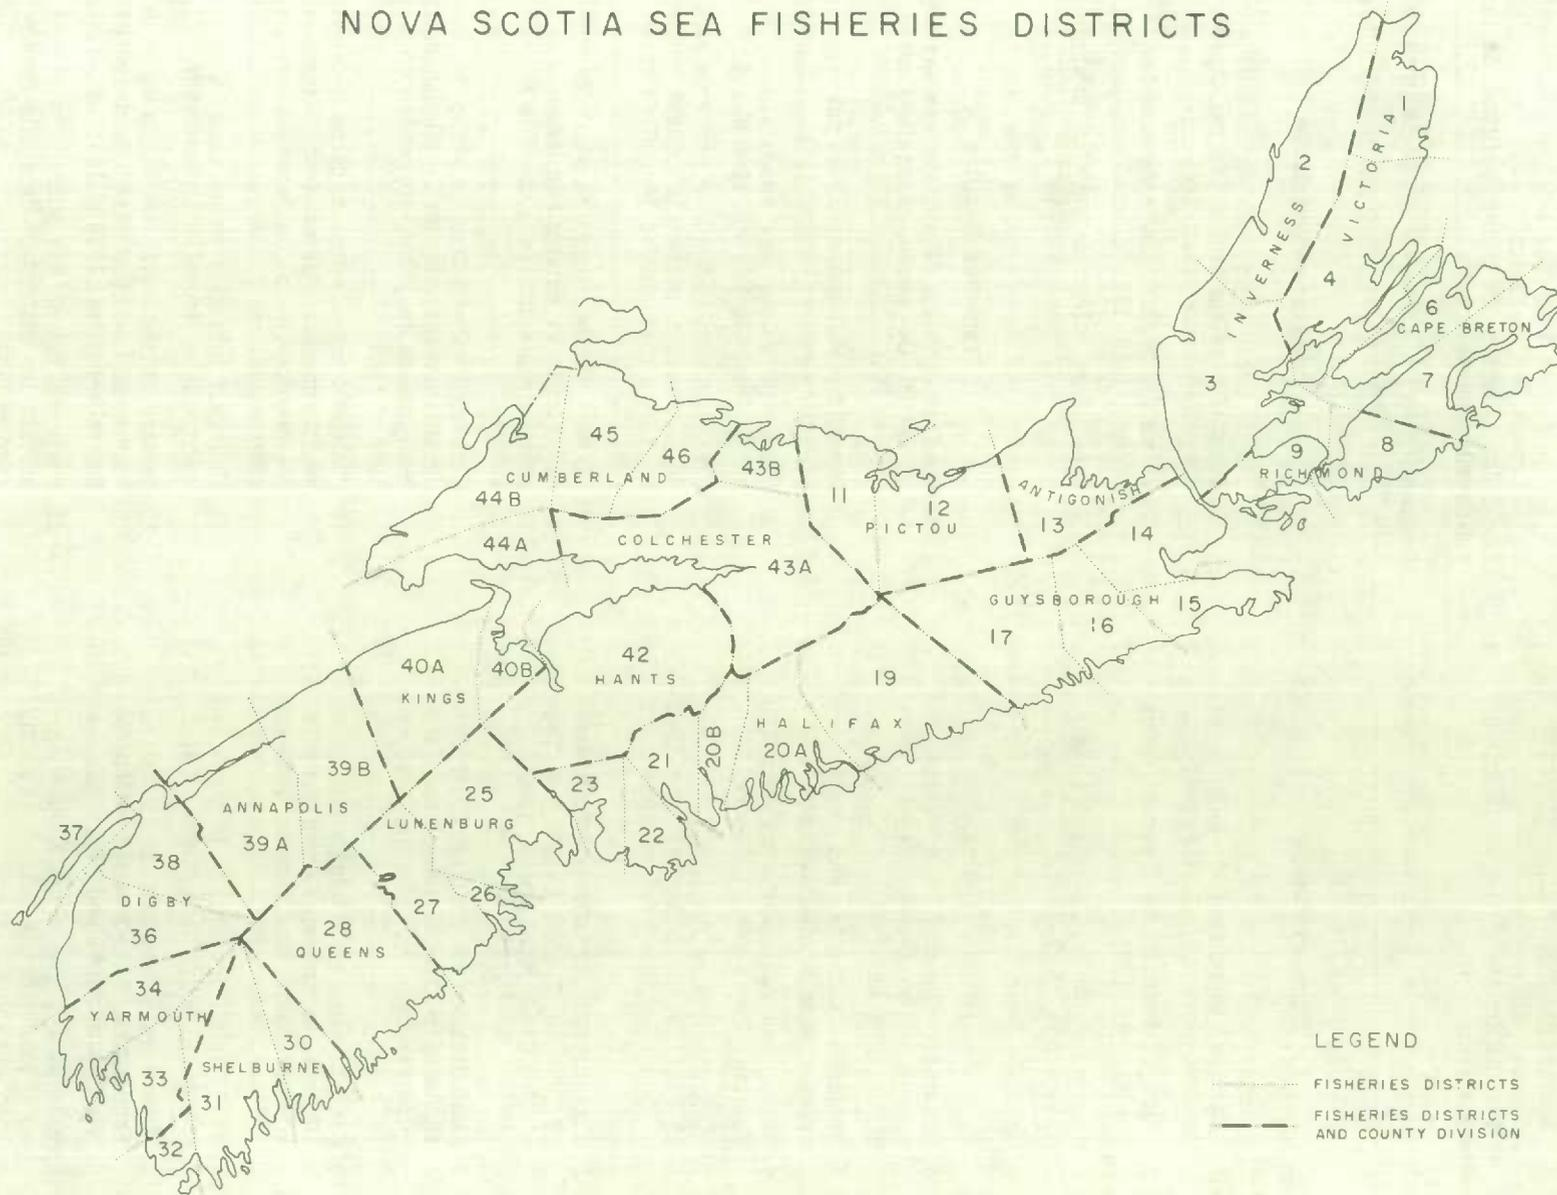 NOVA SCOTIA SEA FISHERIES DISTRICTS
1
2
VICTORIA
INVERNESS
4
6
CAPE BRETON
3
7
45
46
43B
9
8
CUMBERLAND
RICHMOND
44B
11
12
ANTIGONISH
PICTOU
13
14
44A
COLCHESTER
43A
GUYSBOROUGH
15
16
17
40A
40B
42
HANTS
KINGS
19
HALIFAX
20B
20A
21
39B
23
25
ANNAPOLIS
LUNENBURG
22
37
39A
38
DIGBY
26
27
36
28
QUEENS
34
YARMOUTH
30
SHELBURNE
33
31
32
LEGEND
FISHERIES DISTRICTS
FISHERIES DISTRICTS
AND COUNTY DIVISION